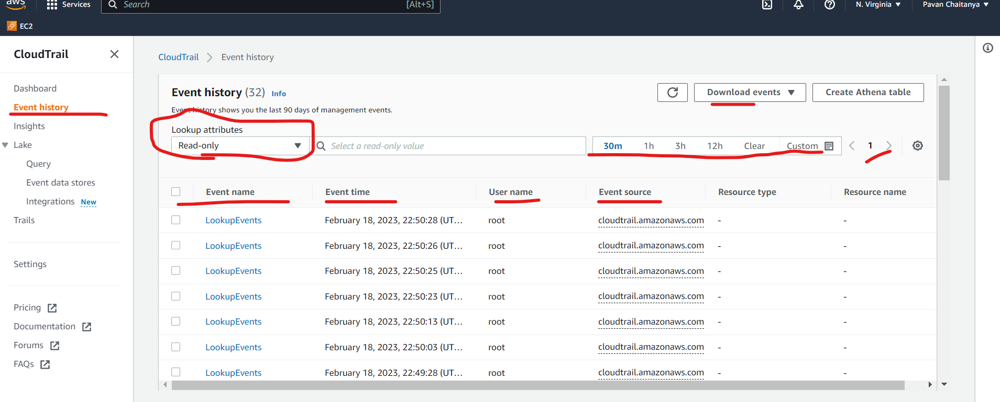 aws Services Search [Alt+S] N. Virginia Pavan Chaitanya
EC2
CloudTrail
Dashboard
Event history
Insights
Lake
Query
Event data stores
Integrations New
Trails
Settings
Pricing
Documentation
Forums
FAQs
CloudTrail Event history
Event history (32) Info Download events Create Athena table
Event history shows you the last 90 days of management events.
Lookup attributes
Read-only Select a read-only value 30m 1h 3h 12h Clear Custom 1
Event name Event time User name Event source Resource type Resource name
LookupEvents February 18, 2023, 22:50:28 (UT… root cloudtrail.amazonaws.com - -
LookupEvents February 18, 2023, 22:50:26 (UT… root cloudtrail.amazonaws.com - -
LookupEvents February 18, 2023, 22:50:25 (UT… root cloudtrail.amazonaws.com - -
LookupEvents February 18, 2023, 22:50:23 (UT… root cloudtrail.amazonaws.com - -
LookupEvents February 18, 2023, 22:50:13 (UT… root cloudtrail.amazonaws.com - -
LookupEvents February 18, 2023, 22:50:03 (UT… root cloudtrail.amazonaws.com - -
LookupEvents February 18, 2023, 22:49:28 (UT… root cloudtrail.amazonaws.com - -